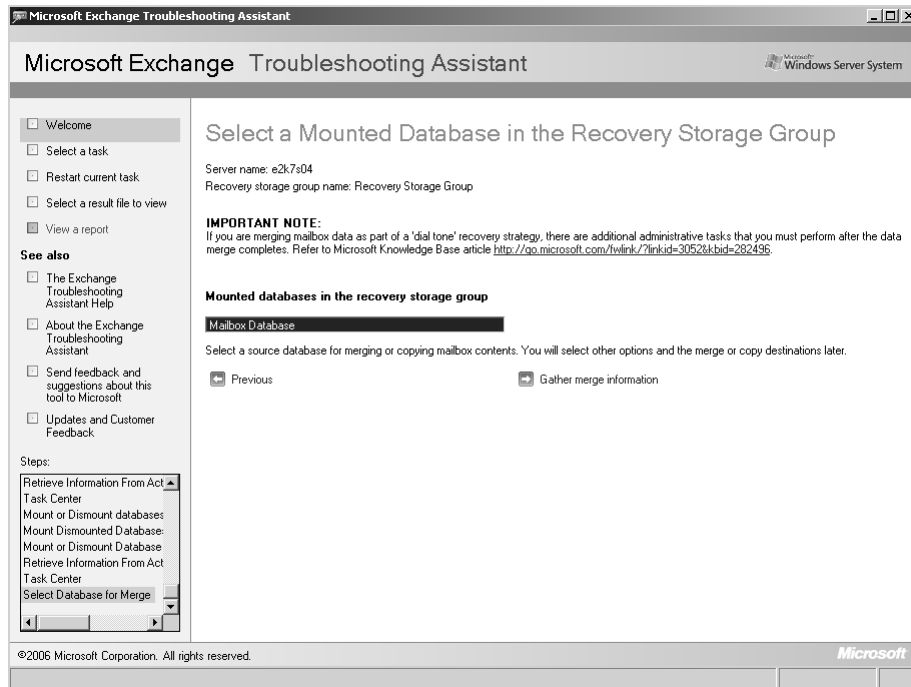 Microsoft Exchange Troubleshooting Assistant
Microsoft Exchange Troubleshooting Assistant
Microsoft
Windows Server System
Welcome
Select a task
Restart current task
Select a result file to view
View a report
See also
The Exchange
Troubleshooting
Assistant Help
About the Exchange
Troubleshooting
Assistant
Send feedback and
suggestions about this
tool to Microsoft
Updates and Customer
Feedback
Steps:
Retrieve Information From Act
Task Center
Mount or Dismount databases
Mount Dismounted Database
Mount or Dismount Database
Retrieve Information From Act
Task Center
Select Database for Merge
Select a Mounted Database in the Recovery Storage Group
Server name: e2k7s04
Recovery storage group name: Recovery Storage Group
IMPORTANT NOTE:
If you are merging mailbox data as part of a 'dial tone' recovery strategy, there are additional administrative tasks that you must perform after the data
merge completes. Refer to Microsoft Knowledge Base article http://go.microsoft.com/fwlink/?linkid=3052&kbid=282496.
Mounted databases in the recovery storage group
Mailbox Database
Select a source database for merging or copying mailbox contents. You will select other options and the merge or copy destinations later.
Previous
Gather merge information
©2006 Microsoft Corporation. All rights reserved.
Microsoft